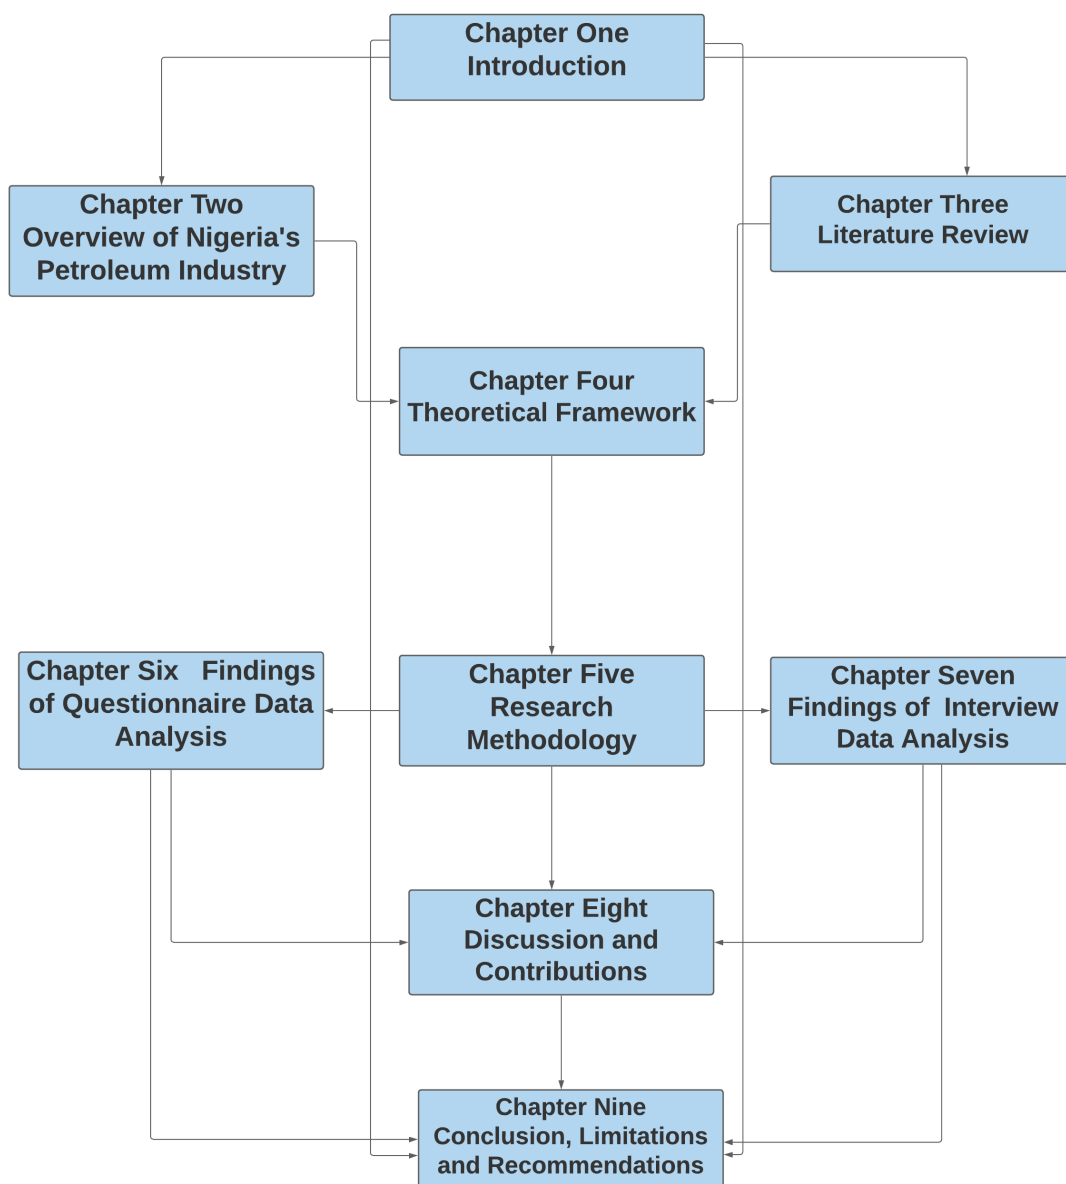 Chapter One
Introduction
Chapter Two
Overview of Nigeria's
Petroleum Industry
Chapter Three
Literature Review
Chapter Four
Theoretical Framework
Chapter Six   Findings
of Questionnaire Data
Analysis
Chapter Five
Research
Methodology
Chapter Seven
Findings of  Interview
Data Analysis
Chapter Eight
Discussion and
Contributions
Chapter Nine
Conclusion, Limitations
and Recommendations